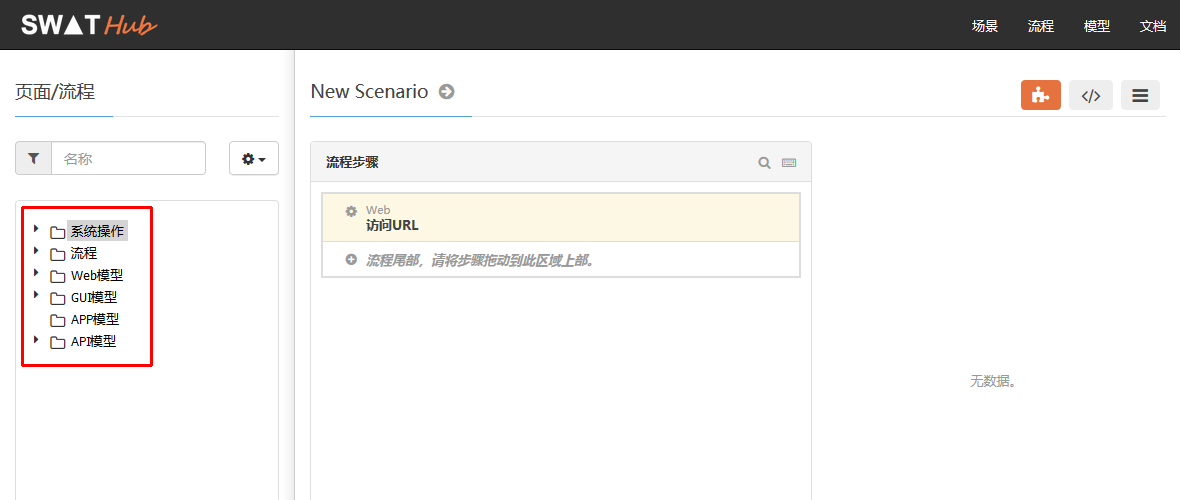 SWAT Hub
场景 流程 模型 文档
页面/流程
New Scenario
</>
名称
流程步骤
Web
访问URL
流程尾部，请将步骤拖动到此区域上部。
系统操作
流程
Web模型
GUI模型
APP模型
API模型
无数据。